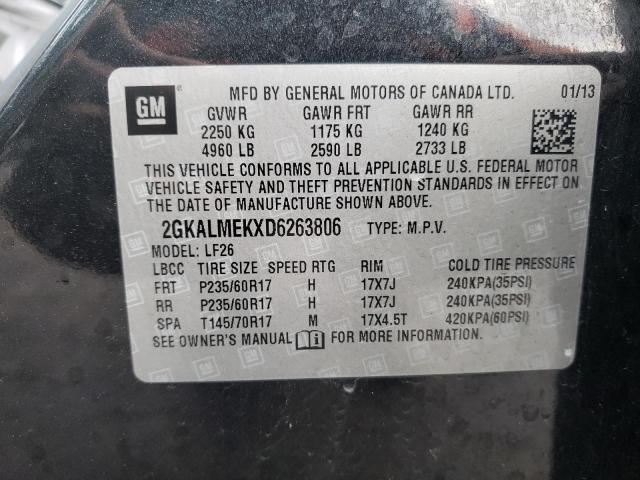 GM
MFD BY GENERAL MOTORS OF CANADA LTD. 01/13
GVWR GAWR FRT GAWR RR
2250 KG 1175 KG 1240 KG
4960 LB 2590 LB 2733 LB
THIS VEHICLE CONFORMS TO ALL APPLICABLE U.S. FEDERAL MOTOR
VEHICLE SAFETY AND THEFT PREVENTION STANDARDS IN EFFECT ON
THE DATE OF MANUFACTURE SHOWN ABOVE.
2GKALMEKXD6263806 TYPE: M.P.V.
MODEL: LF26
LBCC TIRE SIZE SPEED RTG RIM COLD TIRE PRESSURE
FRT P235/60R17 H 17X7J 240KPA(35PSI)
RR P235/60R17 H 17X7J 240KPA(35PSI)
SPA T145/70R17 M 17X4.5T 420KPA(60PSI)
SEE OWNER'S MANUAL FOR MORE INFORMATION.